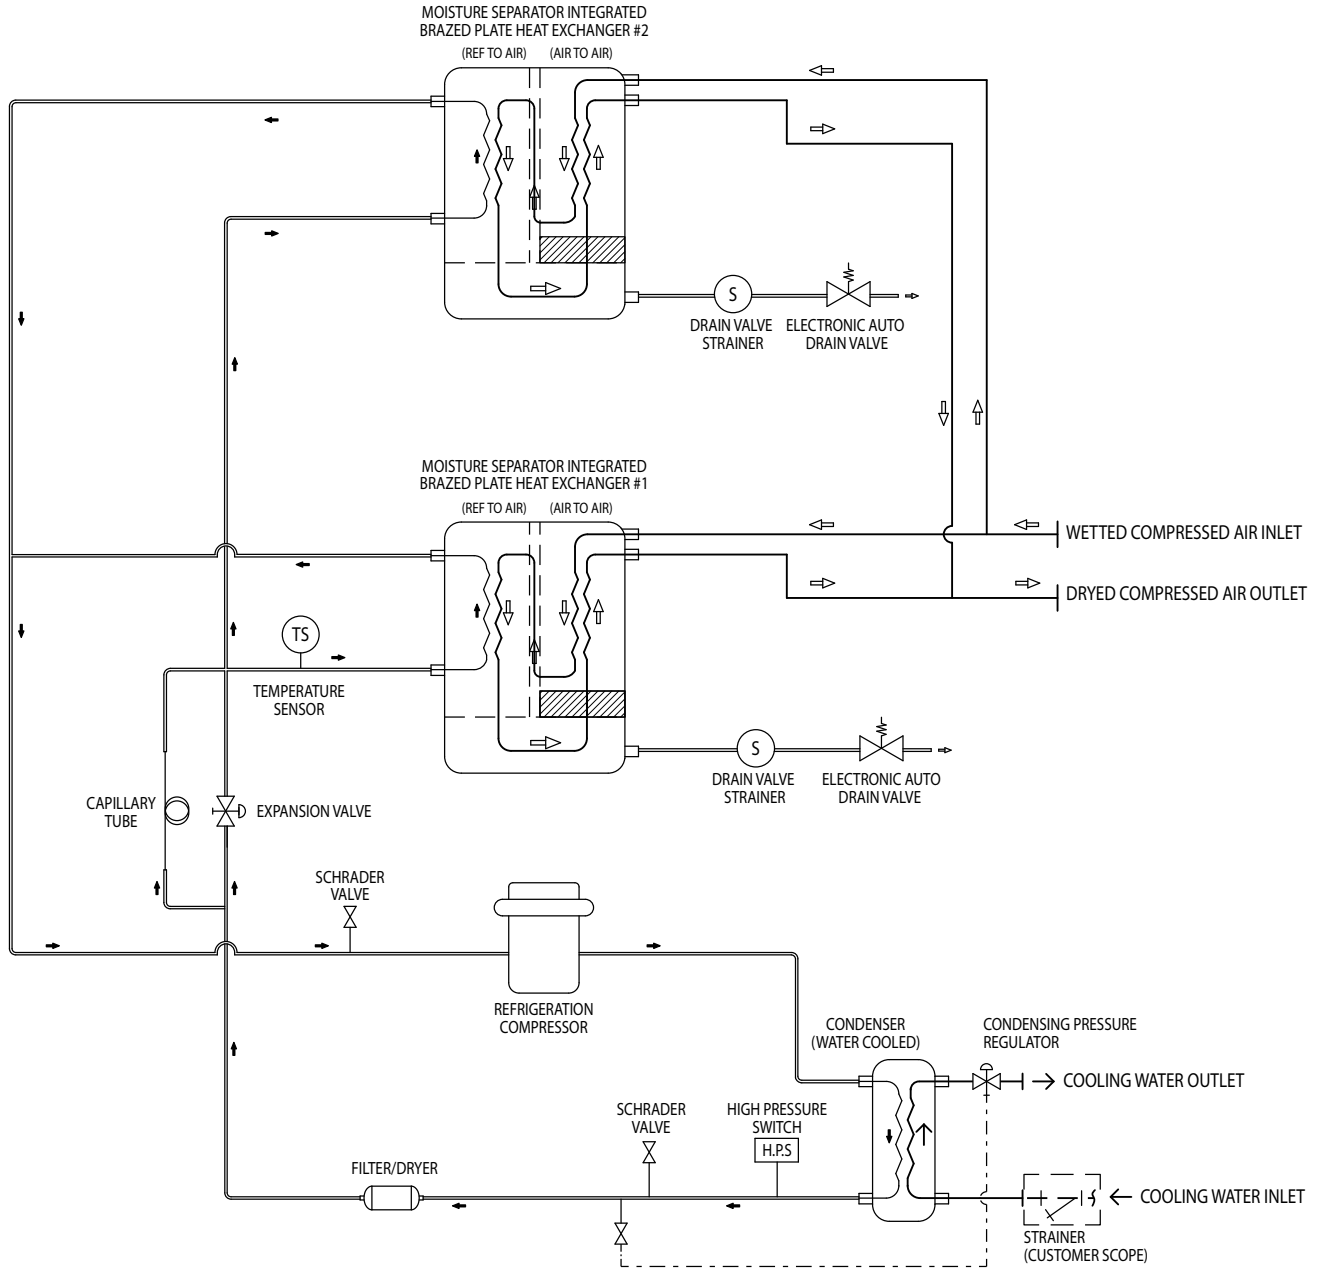 MOISTURE SEPARATOR INTEGRATED
BRAZED PLATE HEAT EXCHANGER #2
(REF TO AIR) (AIR TO AIR)
S
DRAIN VALVE
STRAINER
ELECTRONIC AUTO
DRAIN VALVE
MOISTURE SEPARATOR INTEGRATED
BRAZED PLATE HEAT EXCHANGER #1
(REF TO AIR) (AIR TO AIR)
WETTED COMPRESSED AIR INLET
DRYED COMPRESSED AIR OUTLET
TS
TEMPERATURE
SENSOR
S
DRAIN VALVE
STRAINER
ELECTRONIC AUTO
DRAIN VALVE
CAPILLARY
TUBE
EXPANSION VALVE
SCHRADER
VALVE
REFRIGERATION
COMPRESSOR
CONDENSER
(WATER COOLED)
CONDENSING PRESSURE
REGULATOR
COOLING WATER OUTLET
SCHRADER
VALVE
HIGH PRESSURE
SWITCH
H.P.S
FILTER/DRYER
COOLING WATER INLET
STRAINER
(CUSTOMER SCOPE)